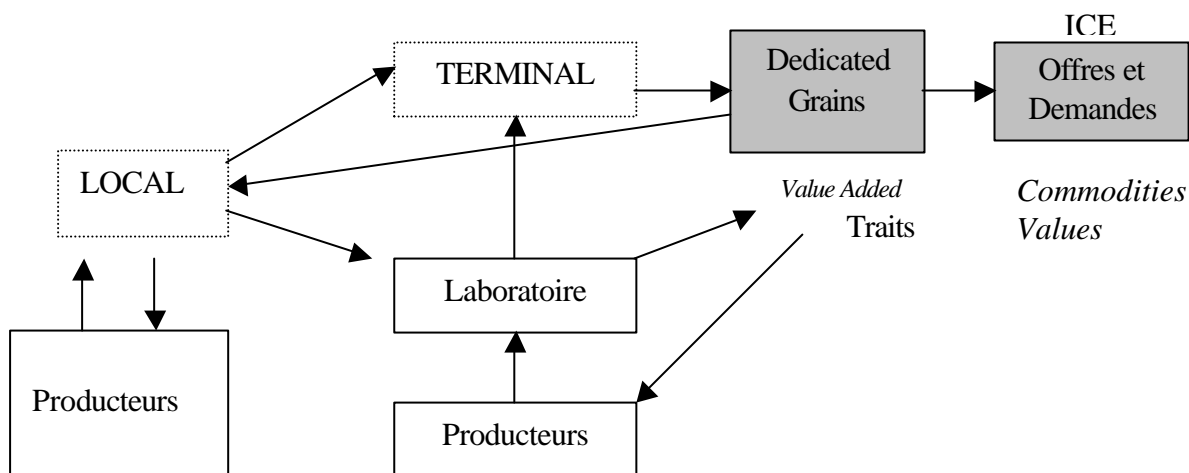 ICE
TERMINAL
Dedicated
Grains
Offres et
Demandes
LOCAL
Value Added
Traits
Commodities
Values
Laboratoire
Producteurs
Producteurs